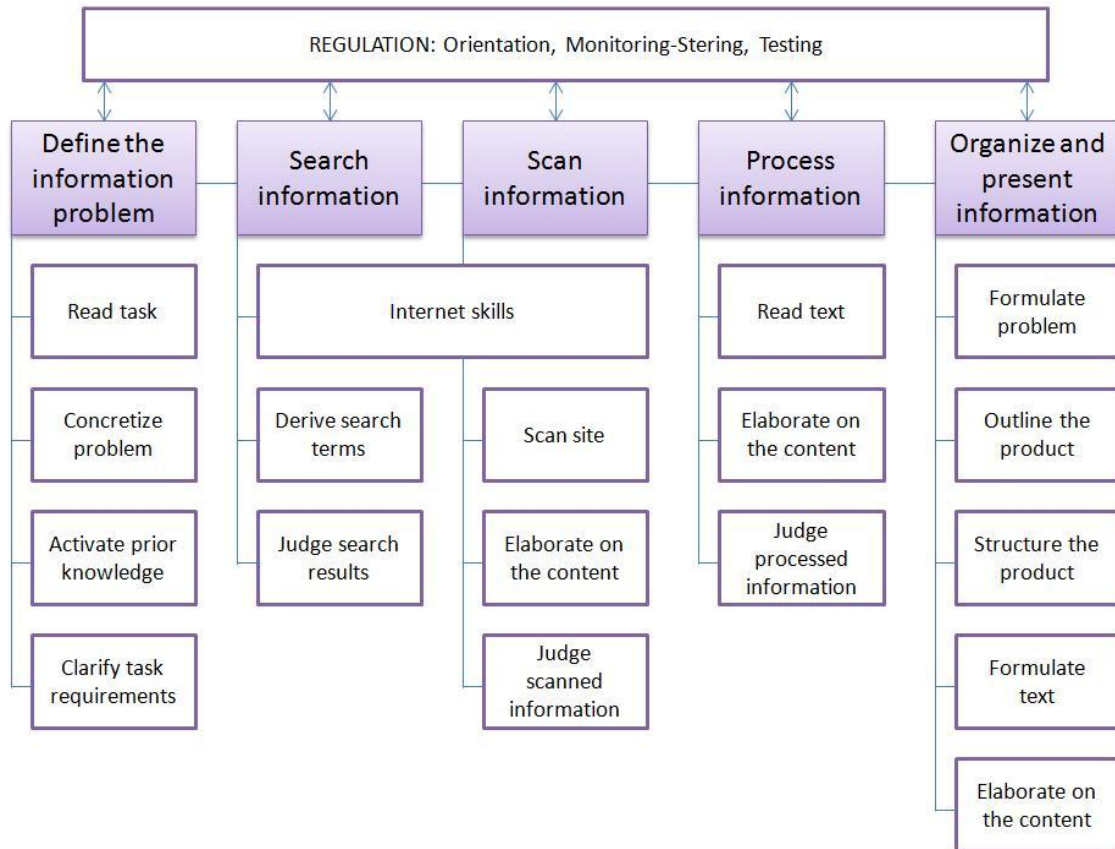 REGULATION: Orientation, Monitoring-Stering, Testing
Define the
information
problem
Search
information
Scan
information
Process
information
Organize and
present
information
Read task
Concretize
problem
Activate prior
knowledge
Clarify task
requirements
Internet skills
Derive search
terms
Judge search
results
Scan site
Elaborate on
the content
Judge
scanned
information
Read text
Elaborate on
the content
Judge
processed
information
Formulate
problem
Outline the
product
Structure the
product
Formulate
text
Elaborate on
the content